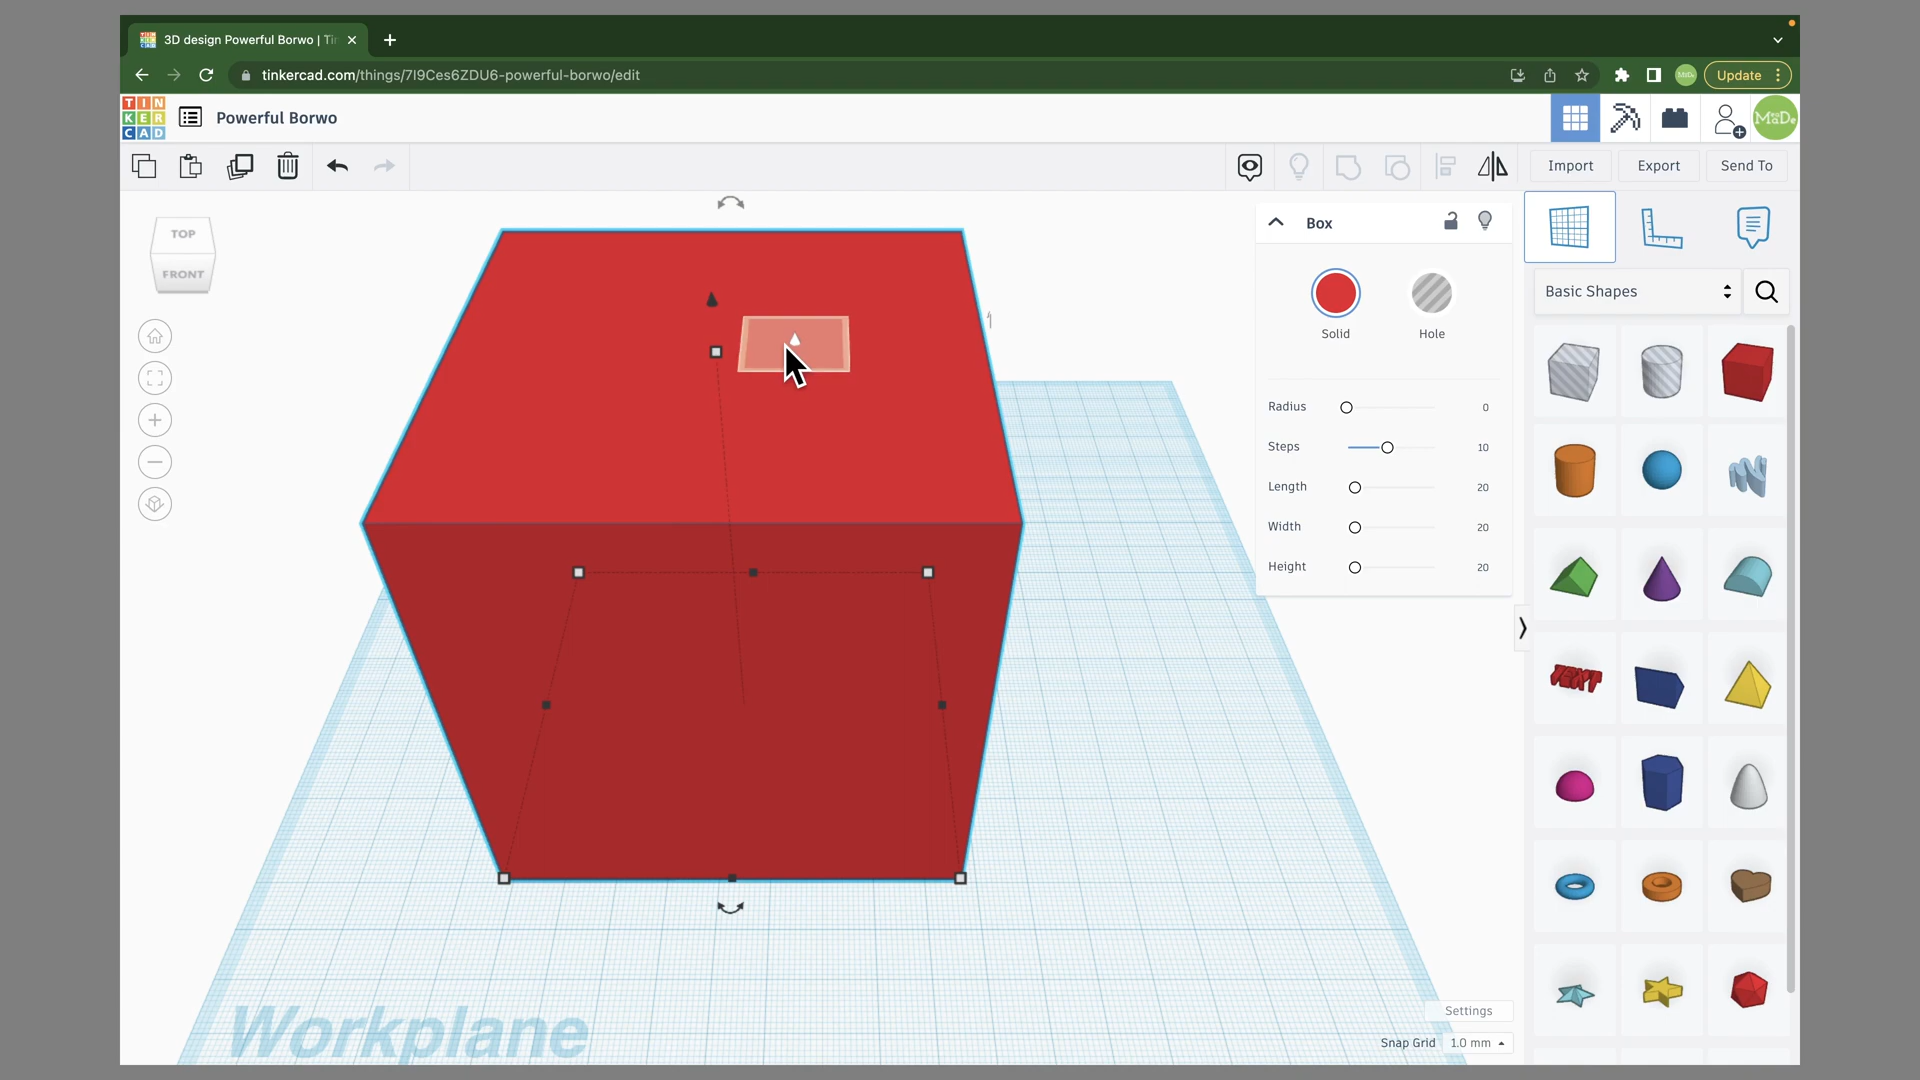 3D design Powerful Borwo | Ti
tinkercad.com/things/7I9Ces6ZDU6-powerful-borwo/edit
Update
TIN
KER
CAD
Powerful Borwo
MaDe
Import
Export
Send To
TOP
FRONT
Box
Solid
Hole
Radius
0
Steps
10
Length
20
Width
20
Height
20
Basic Shapes
TEXT
Workplane
Settings
Snap Grid
1.0 mm